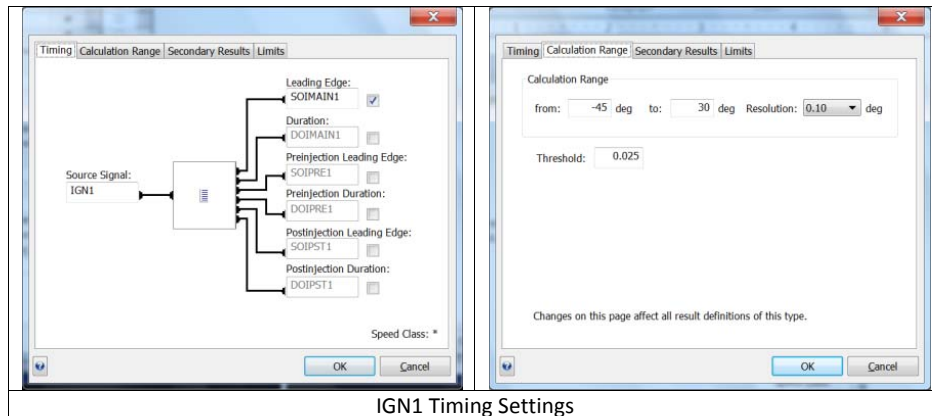 Timing Calculation Range Secondary Results Limits
Leading Edge:
SOIMAIN1
Duration:
DOIMAIN1
Preinjection Leading Edge:
SOIPRE1
Source Signal:
IGN1
Preinjection Duration:
DOIPRE1
Postinjection Leading Edge:
SOIPST1
Postinjection Duration:
DOIPST1
Speed Class: *
OK Cancel
Timing Calculation Range Secondary Results Limits
Calculation Range
from: -45 deg to: 30 deg Resolution: 0.10 deg
Threshold: 0.025
Changes on this page affect all result definitions of this type.
OK Cancel
IGN1 Timing Settings